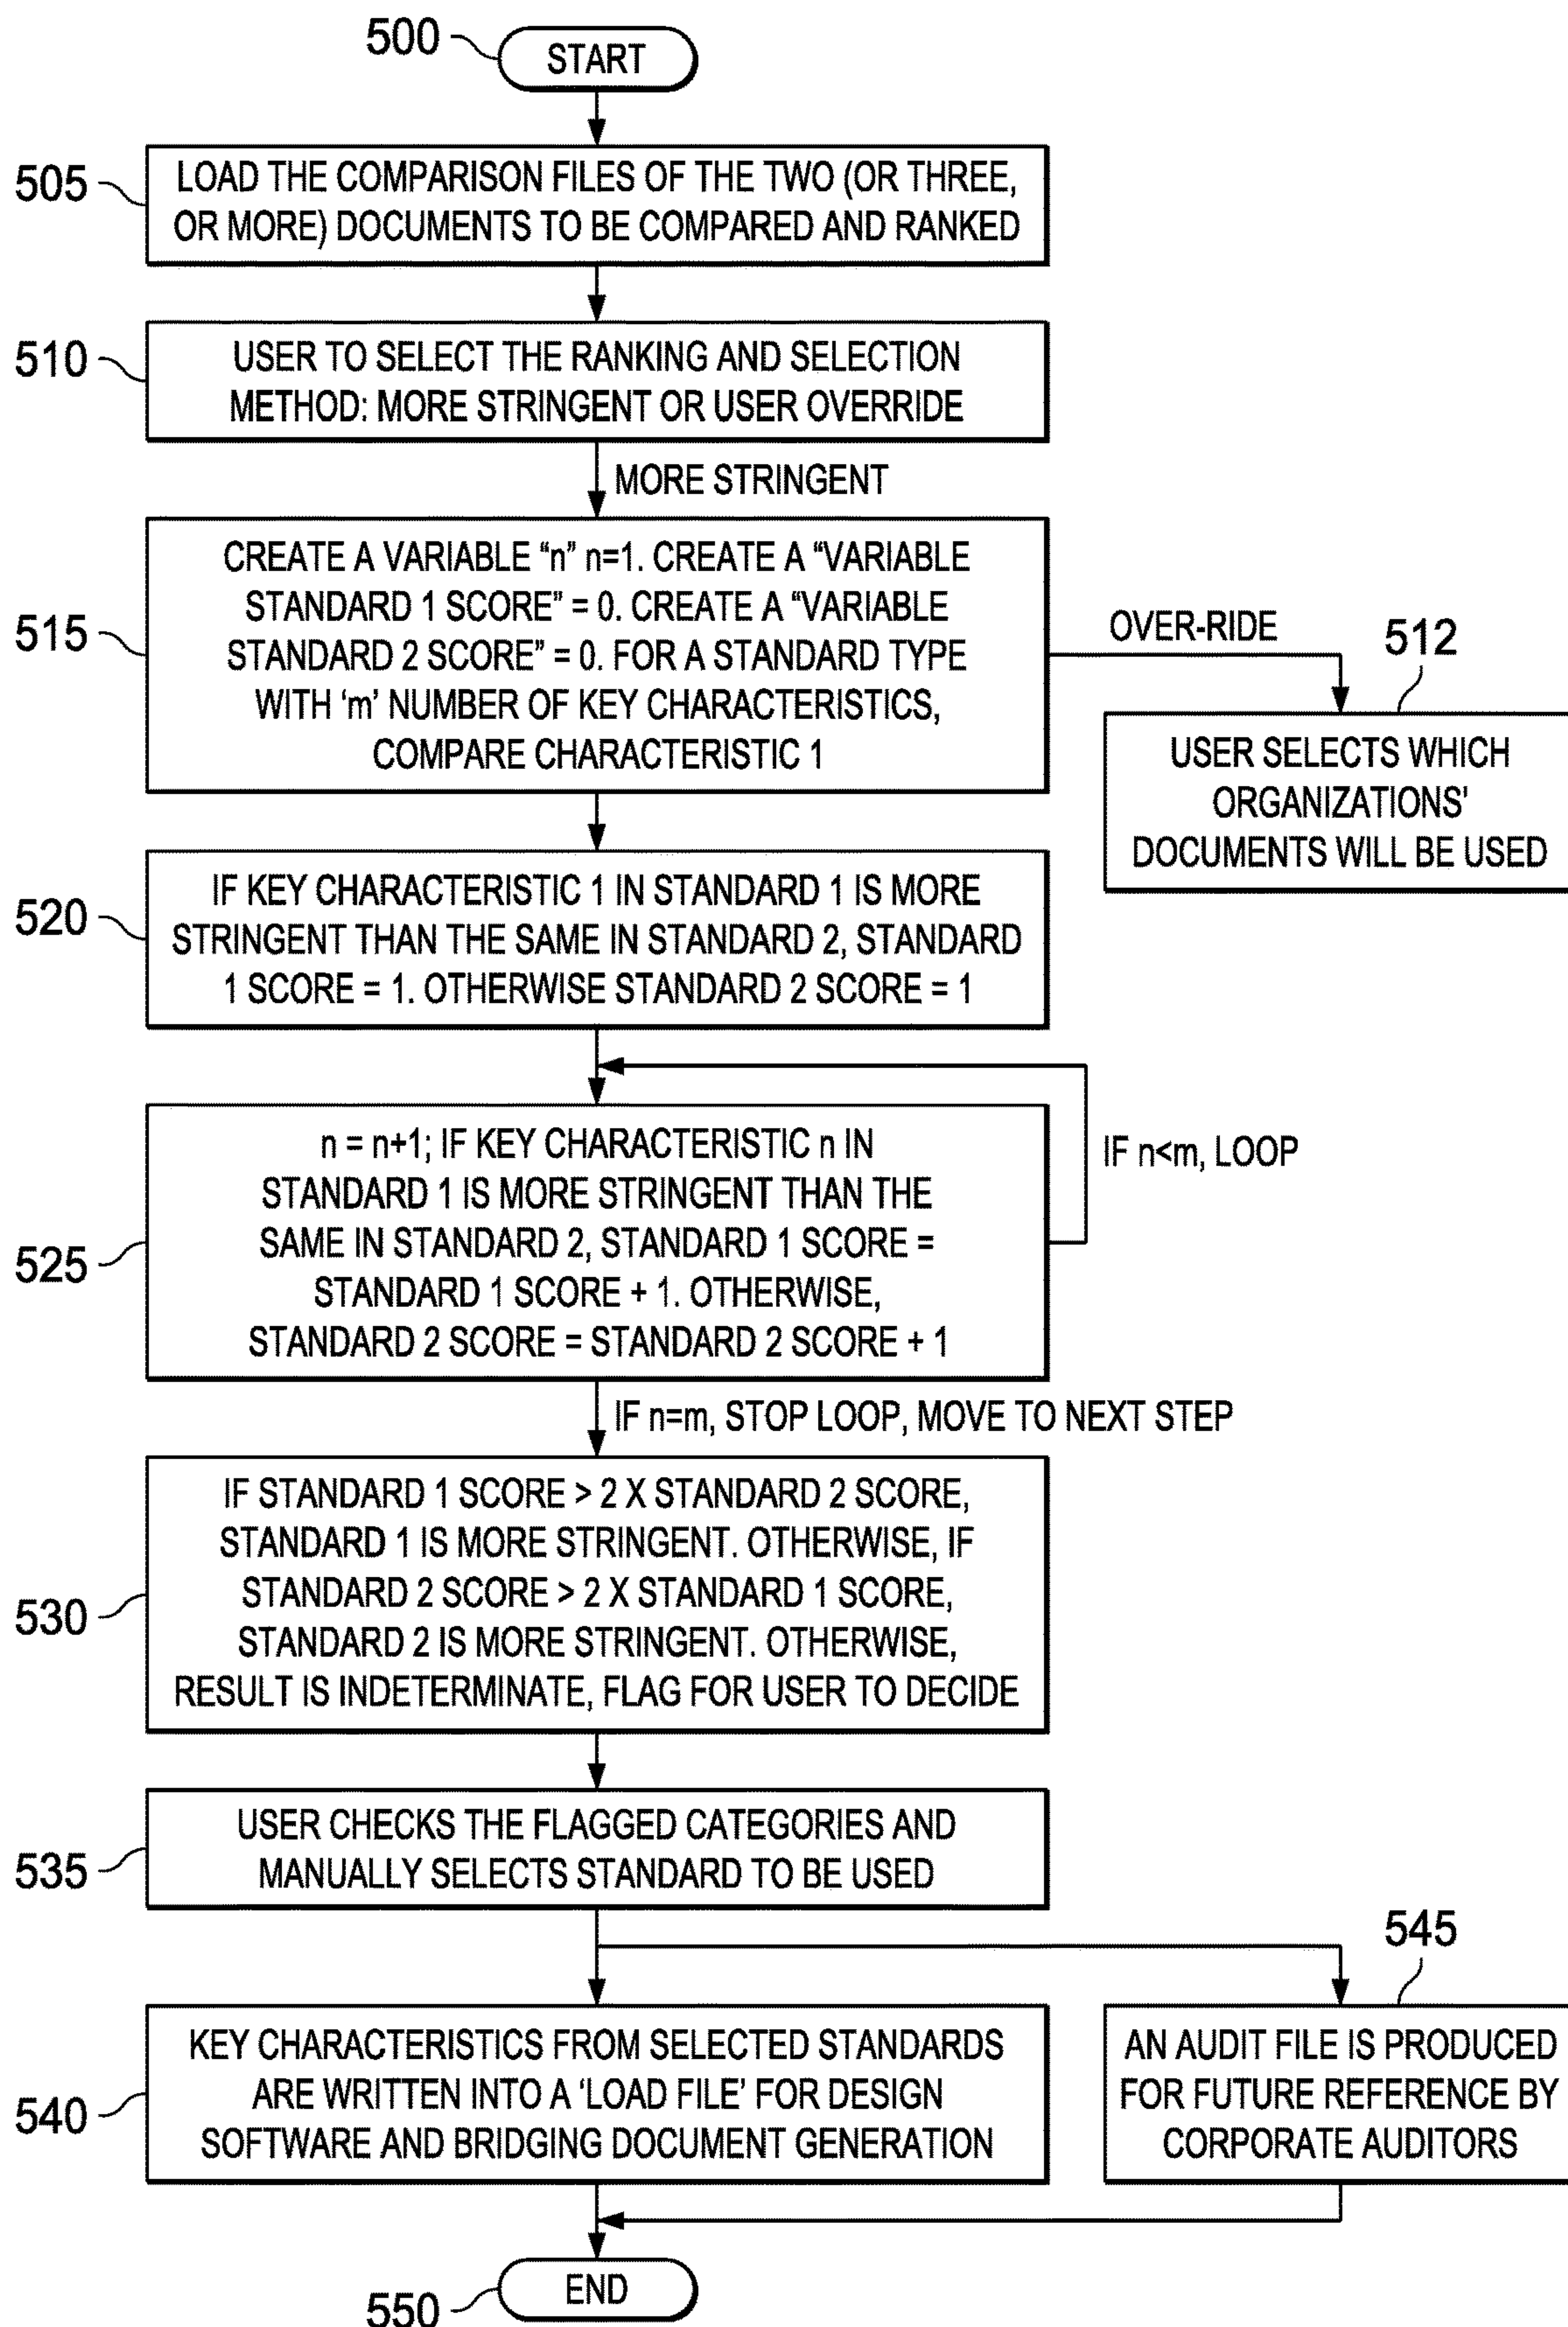 500
START
505
LOAD THE COMPARISON FILES OF THE TWO (OR THREE,
OR MORE) DOCUMENTS TO BE COMPARED AND RANKED
510
USER TO SELECT THE RANKING AND SELECTION
METHOD: MORE STRINGENT OR USER OVERRIDE
MORE STRINGENT
515
CREATE A VARIABLE “n” n=1. CREATE A “VARIABLE
STANDARD 1 SCORE” = 0. CREATE A “VARIABLE
STANDARD 2 SCORE” = 0. FOR A STANDARD TYPE
WITH ‘m’ NUMBER OF KEY CHARACTERISTICS,
COMPARE CHARACTERISTIC 1
OVER-RIDE
512
USER SELECTS WHICH
ORGANIZATIONS’
DOCUMENTS WILL BE USED
520
IF KEY CHARACTERISTIC 1 IN STANDARD 1 IS MORE
STRINGENT THAN THE SAME IN STANDARD 2, STANDARD
1 SCORE = 1. OTHERWISE STANDARD 2 SCORE = 1
525
n = n+1; IF KEY CHARACTERISTIC n IN
STANDARD 1 IS MORE STRINGENT THAN THE
SAME IN STANDARD 2, STANDARD 1 SCORE =
STANDARD 1 SCORE + 1. OTHERWISE,
STANDARD 2 SCORE = STANDARD 2 SCORE + 1
IF n<m, LOOP
IF n=m, STOP LOOP, MOVE TO NEXT STEP
530
IF STANDARD 1 SCORE > 2 X STANDARD 2 SCORE,
STANDARD 1 IS MORE STRINGENT. OTHERWISE, IF
STANDARD 2 SCORE > 2 X STANDARD 1 SCORE,
STANDARD 2 IS MORE STRINGENT. OTHERWISE,
RESULT IS INDETERMINATE, FLAG FOR USER TO DECIDE
535
USER CHECKS THE FLAGGED CATEGORIES AND
MANUALLY SELECTS STANDARD TO BE USED
540
KEY CHARACTERISTICS FROM SELECTED STANDARDS
ARE WRITTEN INTO A ‘LOAD FILE’ FOR DESIGN
SOFTWARE AND BRIDGING DOCUMENT GENERATION
545
AN AUDIT FILE IS PRODUCED
FOR FUTURE REFERENCE BY
CORPORATE AUDITORS
550
END